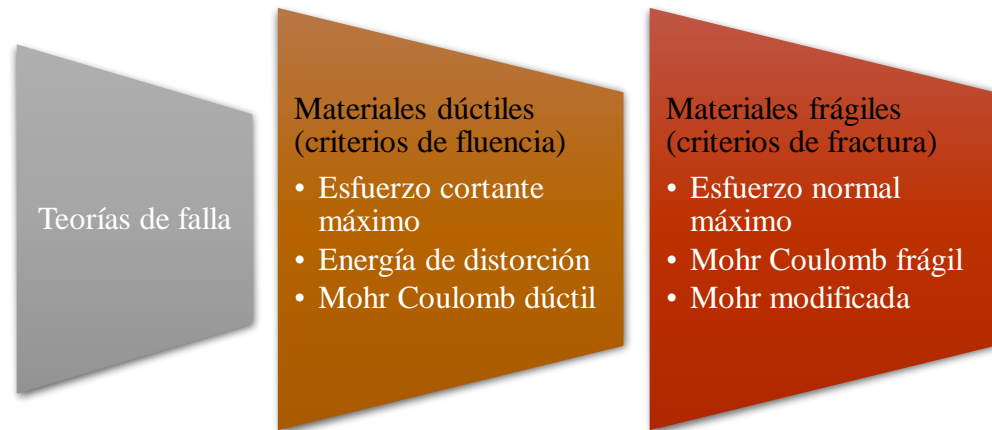 Teorías de falla
Materiales dúctiles
(criterios de fluencia)
• Esfuerzo cortante
máximo
• Energía de distorción
• Mohr Coulomb dúctil
Materiales frágiles
(criterios de fractura)
• Esfuerzo normal
máximo
• Mohr Coulomb frágil
• Mohr modificada